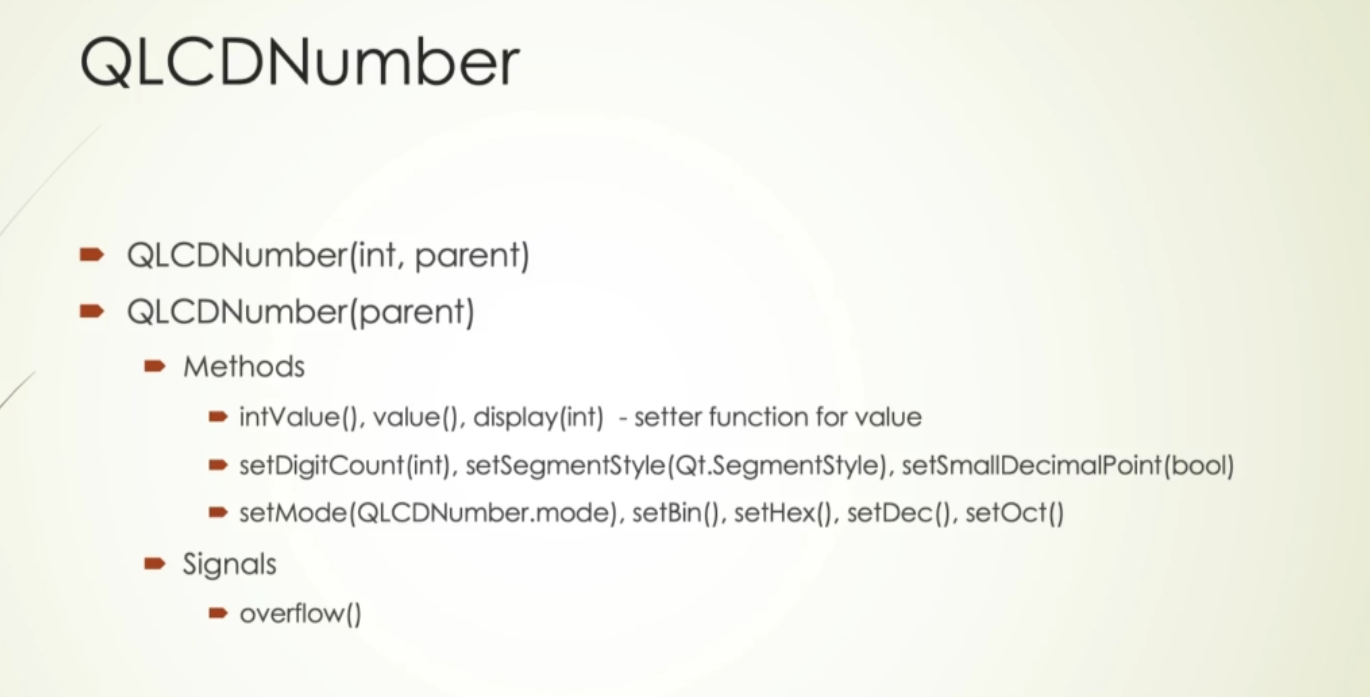 QLCDNumber
QLCDNumber(int, parent)
QLCDNumber(parent)
Methods
intValue(), value(), display(int) - setter function for value
setDigitCount(int), setSegmentStyle(Qt.SegmentStyle), setSmallDecimalPoint(bool)
setMode(QLCDNumber.mode), setBin(), setHex(), setDec(), setOct()
Signals
overflow()